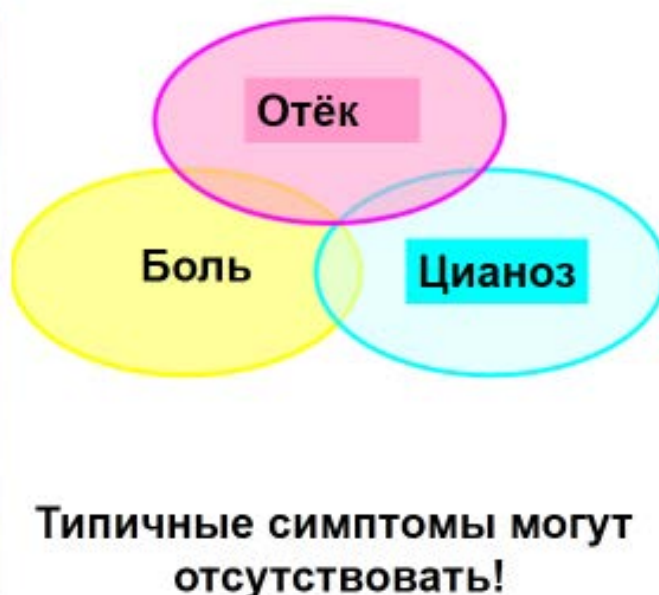 Отёк
Боль
Цианоз
Типичные симптомы могут
отсутствовать!